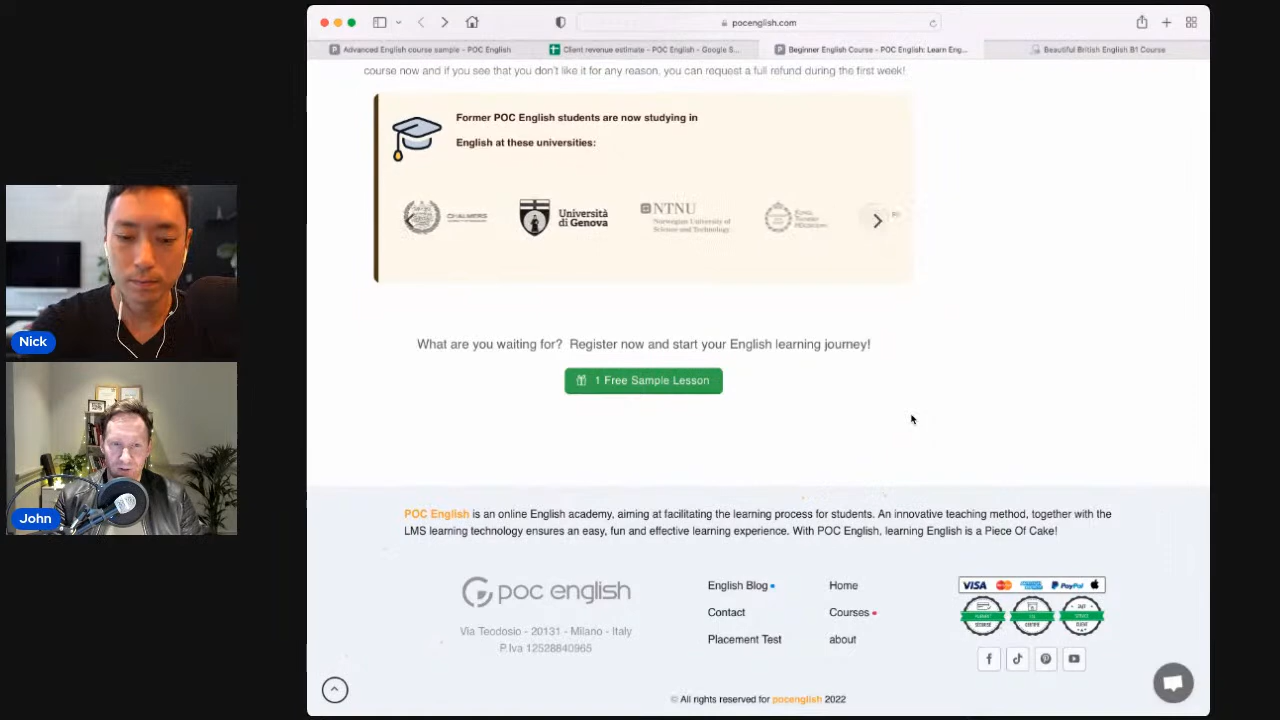 pocenglish.com
Advanced English course sample - POC English
Client revenue estimate - POC English - Google S...
Beginner English Course - POC English: Learn Eng...
Beautiful British English B1 Course
course now and if you see that you don't like it for any reason, you can request a full refund during the first week!
Former POC English students are now studying in
English at these universities:
CHALMERS
Università
di Genova
NTNU
Norwegian University of
Science and Technology
What are you waiting for? Register now and start your English learning journey!
1 Free Sample Lesson
Nick
John
POC English is an online English academy, aiming at facilitating the learning process for students. An innovative teaching method, together with the
LMS learning technology ensures an easy, fun and effective learning experience. With POC English, learning English is a Piece Of Cake!
poc english
Via Teodosio - 20131 - Milano - Italy
P.Iva 12528840965
English Blog
Home
Contact
Courses
Placement Test
about
VISA
PayPal
© All rights reserved for pocenglish 2022